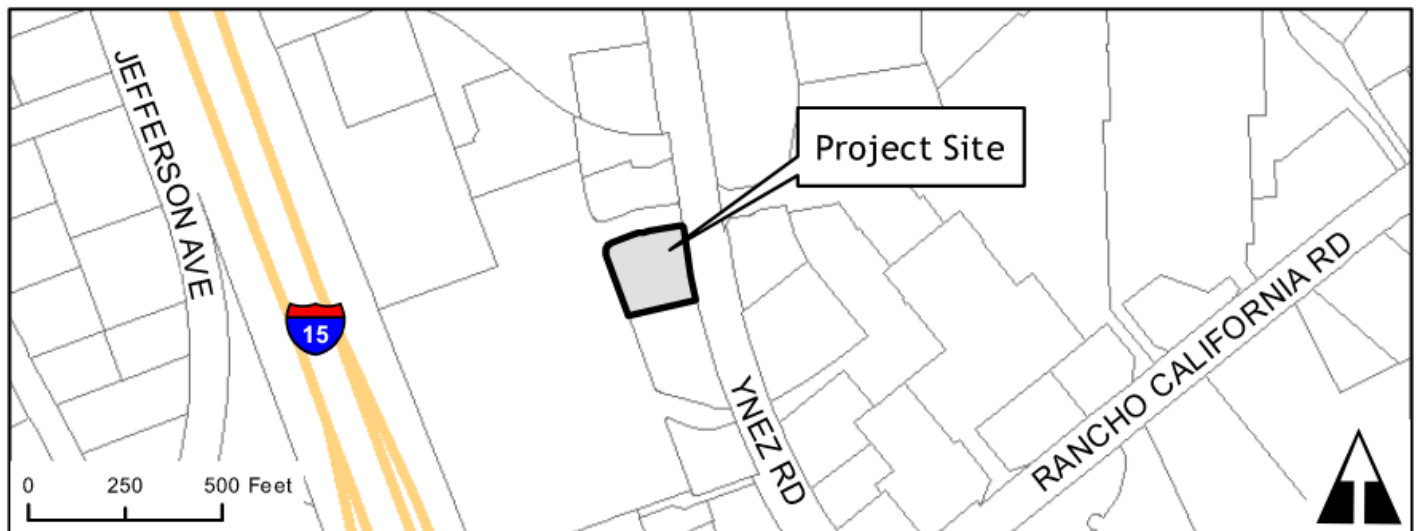 JEFFERSON AVE
Project Site
15
YNEZ RD
RANCHO CALIFORNIA RD
0 250 500 Feet